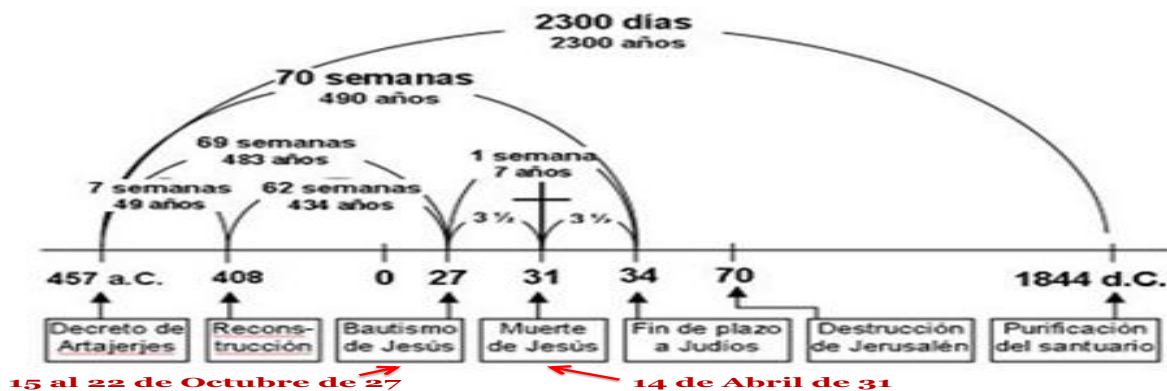 2300 días
2300 años
70 semanas
490 años
69 semanas
483 años
1 semana
7 años
7 semanas
49 años
62 semanas
434 años
3 ½
3 ½
457 a.C.
408
0
27
31
34
70
1844 d.C.
Decreto de
Artajerjes
Recons-
trucción
Bautismo
de Jesús
Muerte
de Jesús
Fin de plazo
a Judíos
Destrucción
de Jerusalén
Purificación
del santuario
15 al 22 de Octubre de 27
14 de Abril de 31